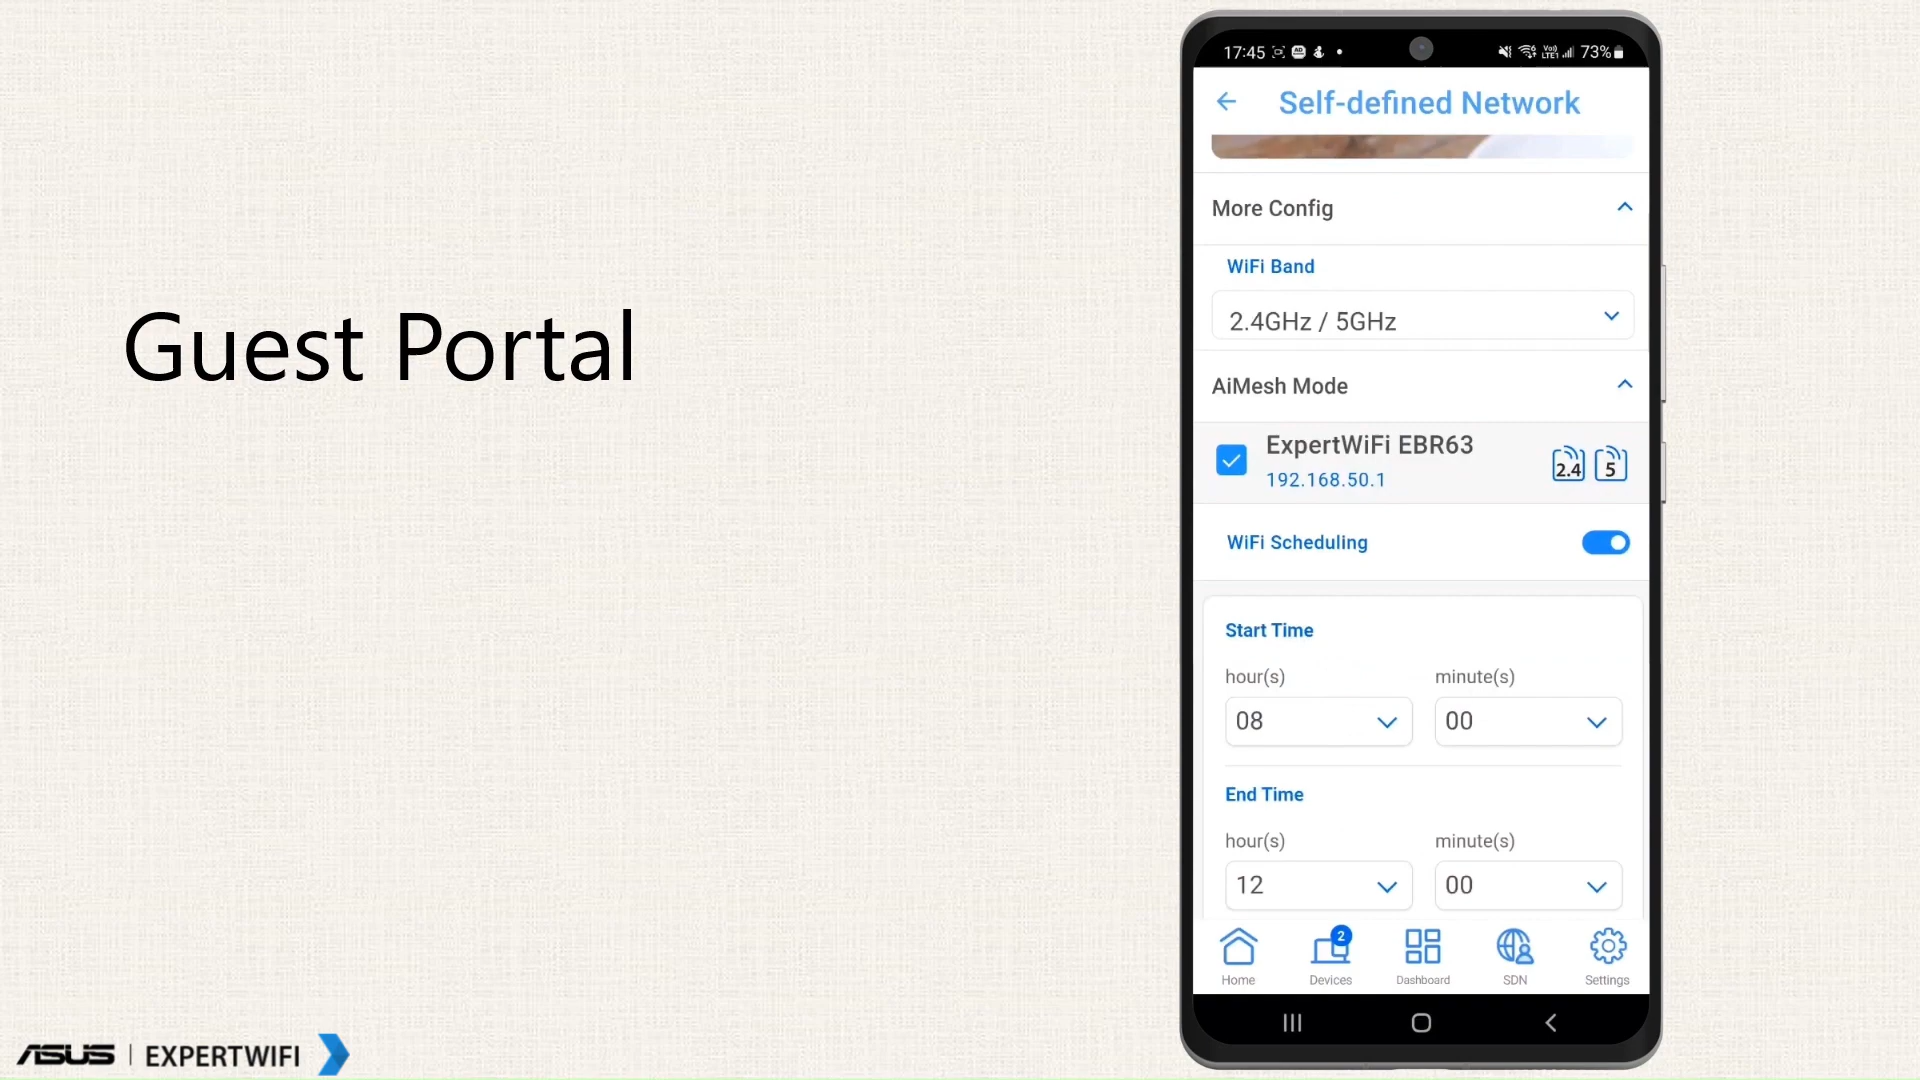 Guest Portal
17:45
Vo)) LTE1 73%
Self-defined Network
More Config
WiFi Band
2.4GHz / 5GHz
AiMesh Mode
ExpertWiFi EBR63
192.168.50.1
2.4 5
WiFi Scheduling
Start Time
hour(s) minute(s)
08 00
End Time
hour(s) minute(s)
12 00
2
Home Devices Dashboard SDN Settings
ASUS | EXPERTWIFI